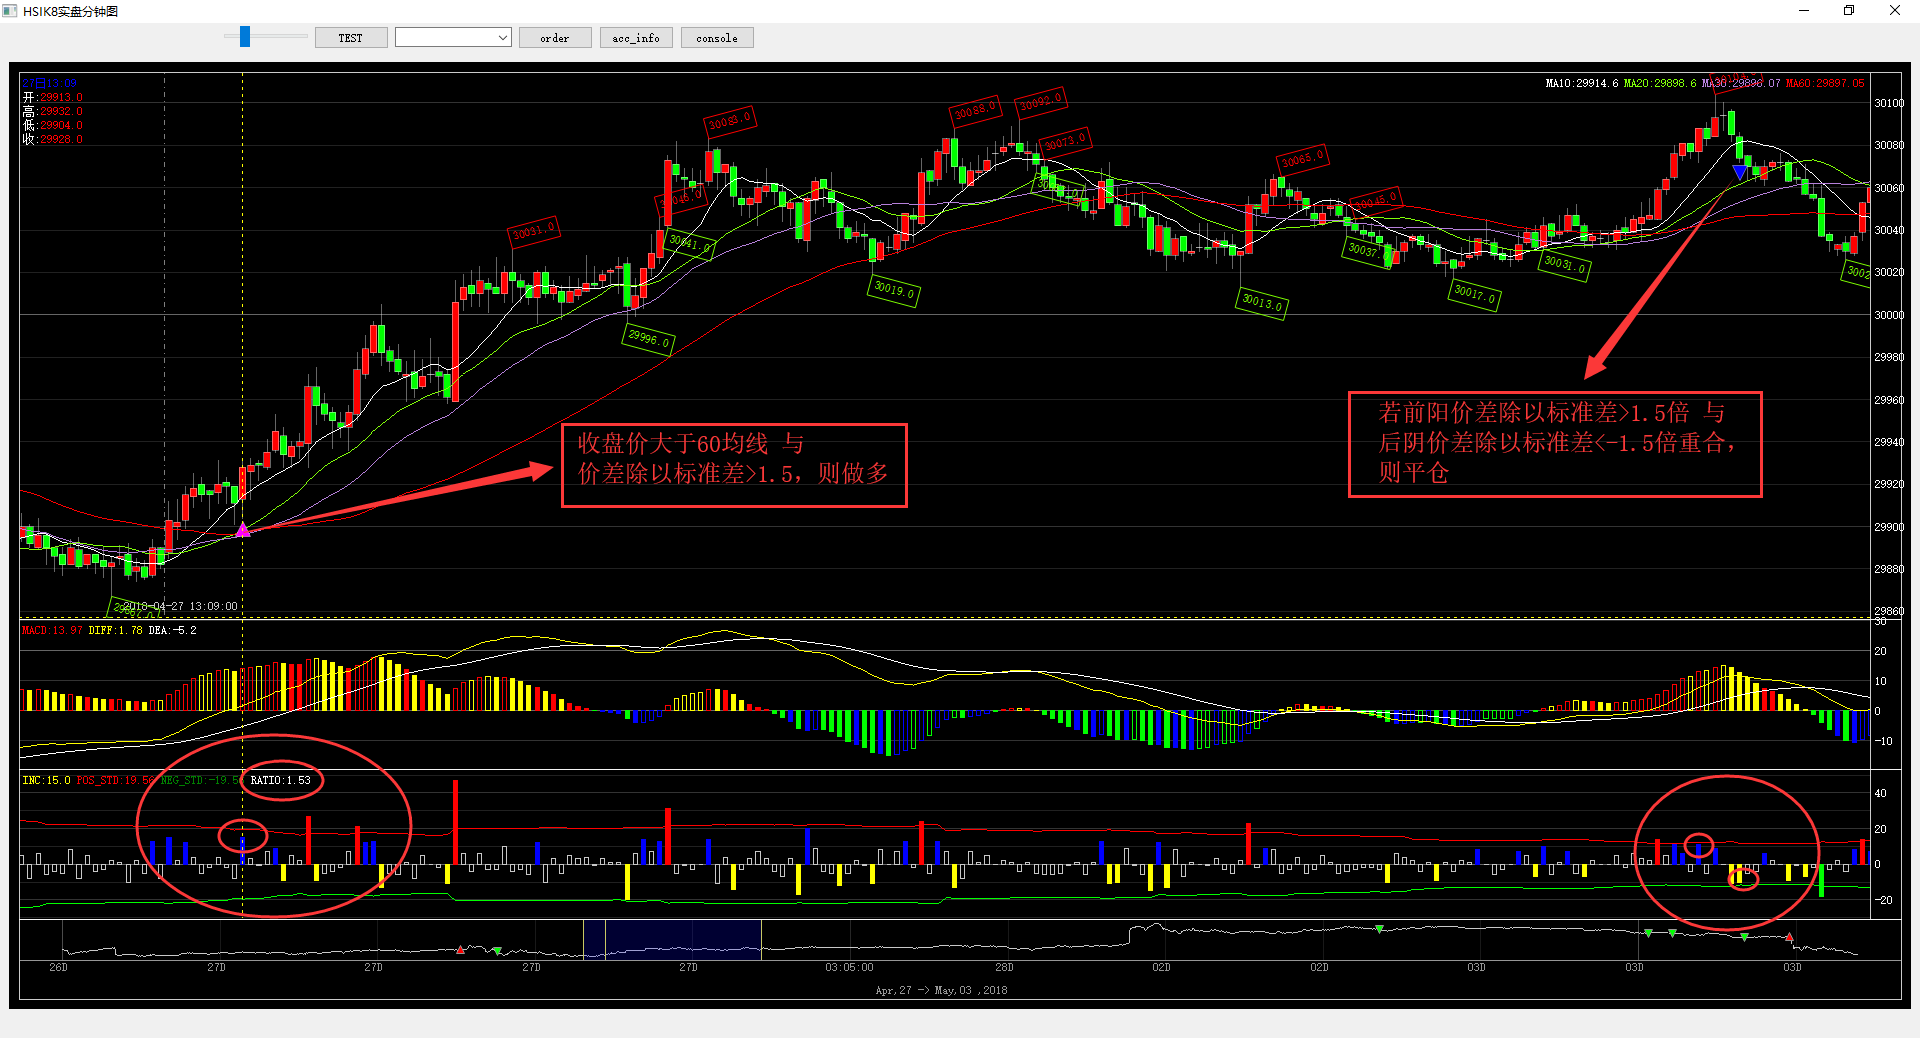 HSIK8实盘分钟图
TEST
order
acc_info
console
27日13:09
开:29913.0
高:29932.0
低:29904.0
收:29928.0
MA10:29914.6 MA20:29898.6 MA30:29896.07 MA60:29897.05
30100
30080
30060
30040
30020
30000
29980
29960
29940
29920
29900
29880
29860
30031.0
30083.0
30041.0
29996.0
30019.0
30088.0
30092.0
30073.0
30013.0
30065.0
30045.0
30037.0
30017.0
30031.0
收盘价大于60均线 与
价差除以标准差>1.5，则做多
若前阳价差除以标准差>1.5倍 与
后阴价差除以标准差<-1.5倍重合，
则平仓
2018-04-27 13:09:00
MACD:13.97 DIFF:1.78 DEA:-5.2
30
20
10
0
-10
INC:15.0 POS_STD:19.56 NEG_STD:-19.5 RATIO:1.53
40
20
0
-20
26D
27D
27D
27D
27D
03:05:00
28D
02D
02D
03D
03D
03D
Apr,27 -> May,03 ,2018